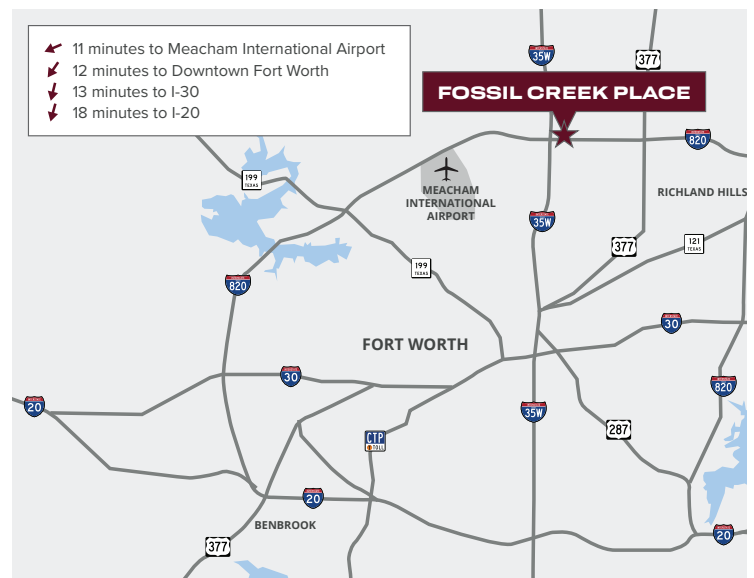 11 minutes to Meacham International Airport
12 minutes to Downtown Fort Worth
13 minutes to I-30
18 minutes to I-20
35W
377
FOSSIL CREEK PLACE
820
199
TEXAS
MEACHAM
INTERNATIONAL
AIRPORT
RICHLAND HILLS
35W
377
121
TEXAS
199
TEXAS
820
30
FORT WORTH
30
820
20
35W
287
CTP
TOLL
20
BENBROOK
20
377